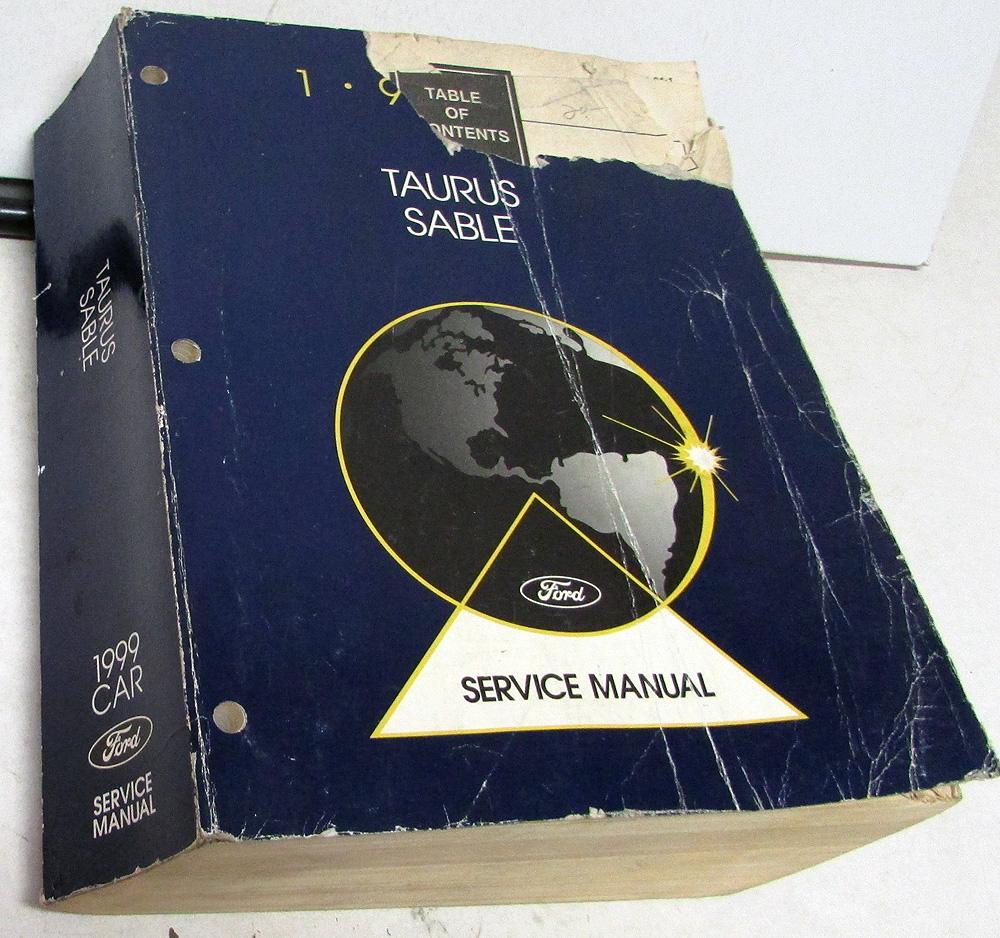 1 · 9
TABLE
OF
ONTENTS
TAURUS
SABLE
Ford
SERVICE MANUAL
TAURUS
SABLE
1999
CAR
Ford
SERVICE
MANUAL